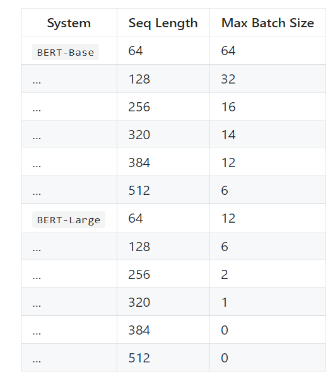 System Seq Length Max Batch Size
BERT-Base 64 64
... 128 32
... 256 16
... 320 14
... 384 12
... 512 6
BERT-Large 64 12
... 128 6
... 256 2
... 320 1
... 384 0
... 512 0